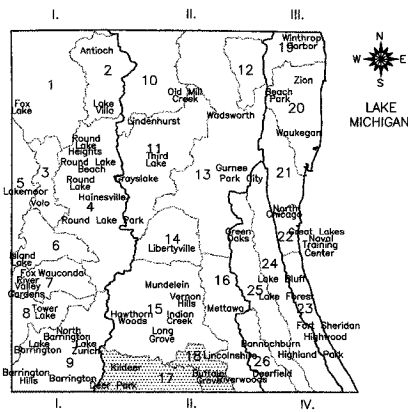 I.
II.
III.
Winthrop
Harbor
19
Antioch
1
2
10
Old Mill
Creek
12
Zion
Beach
Park
20
N
W
E
S
LAKE
MICHIGAN
Fox
Lake
Lake
Villa
Lindenhurst
Wadsworth
Waukegan
Round
Lake
Heights
Round Lake
Beach
Round
Lake
Hainesville
4
Round Lake Park
11
Third
Lake
Grayslake
13
Gurnee
Park City
21
5
Lakemoor
3
Volo
North
Chicago
Green
Oaks
22
Great Lakes
Naval
Training
Center
14
Libertyville
6
Island
Lake
Fox
River
Valley
Gardens
Wauconda
7
24
Lake Bluff
25
Lake Forest
23
16
Mettawa
Mundelein
Vernon
Hills
15
Hawthorn
Woods
Indian
Creek
Long
Grove
8
Tower
Lake
North
Barrington
Lake
Barrington
Lake
Zurich
9
Barrington
Hills
Barrington
Fort Sheridan
Highwood
Highland Park
Bannockburn
26
Deerfield
Riverwoods
Lincolnshire
18
Buffalo
Grove
Kildeer
17
Deer Park
I.
II.
IV.